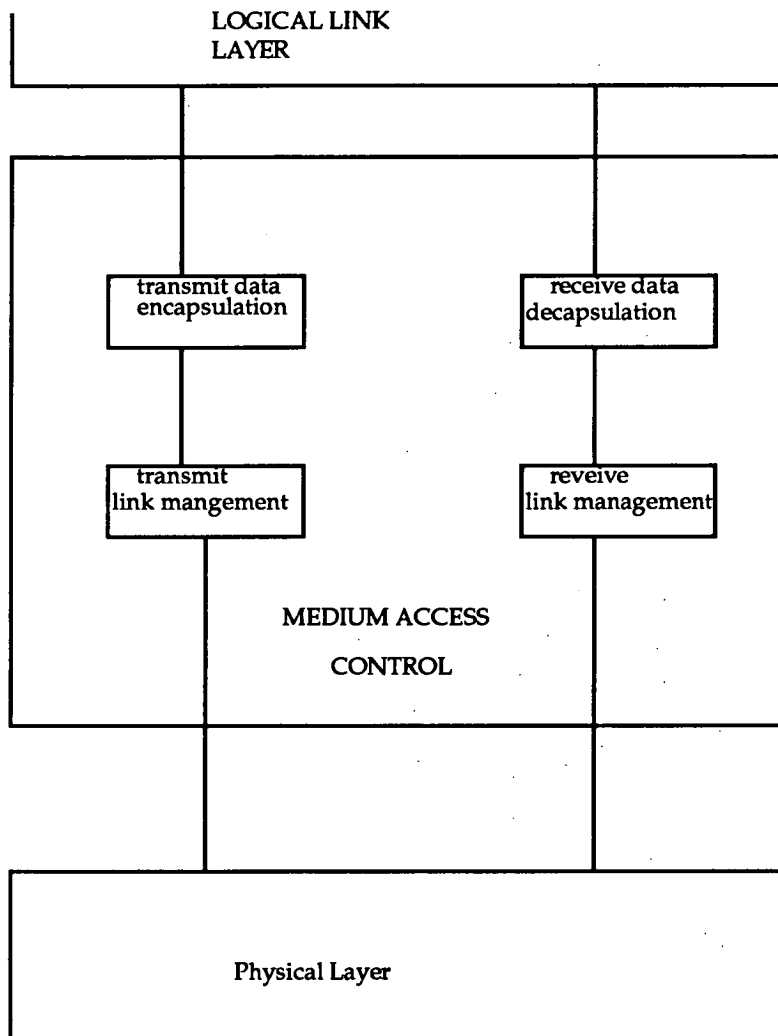 LOGICAL LINK
LAYER
transmit data
encapsulation
receive data
decapsulation
transmit
link mangement
reveive
link management
MEDIUM ACCESS
CONTROL
Physical Layer